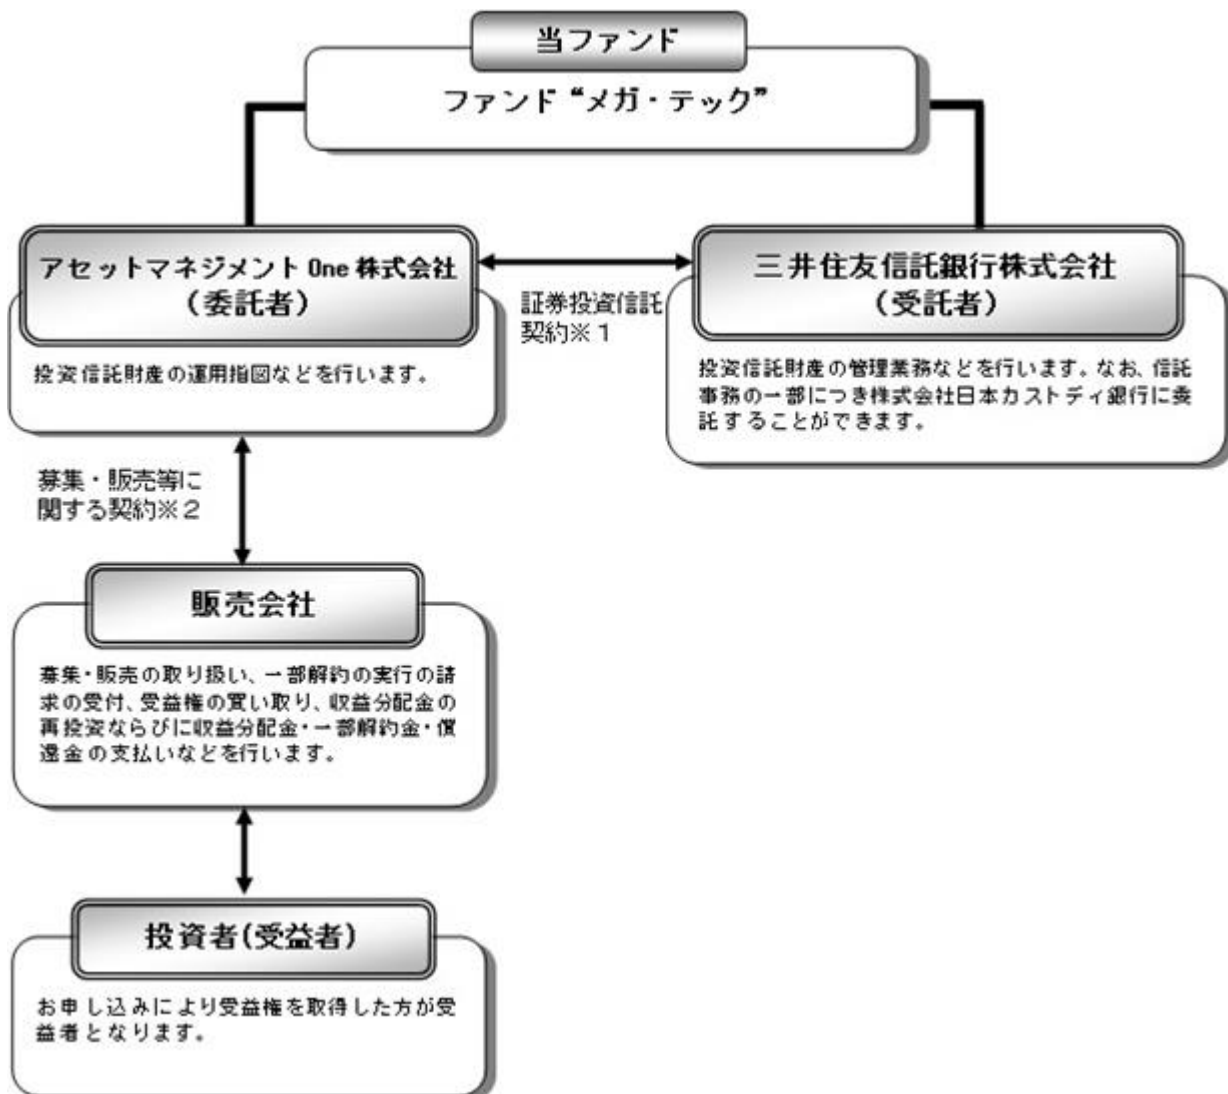 当ファンド
ファンド“メガ・テック”
アセットマネジメント One 株式会社
(委託者)
投資信託財産の運用指図などを行います。
証券投資信託
契約※1
三井住友信託銀行株式会社
(受託者)
投資信託財産の管理業務などを行います。なお、信託
事務の一部につき株式会社日本カストディ銀行に委
託することができます。
募集・販売等に
関する契約※2
販売会社
募集・販売の取り扱い、一部解約の実行の請
求の受付、受益権の買い取り、収益分配金の
再投資ならびに収益分配金・一部解約金・償
還金の支払いなどを行います。
投資者(受益者)
お申し込みにより受益権を取得した方が受
益者となります。